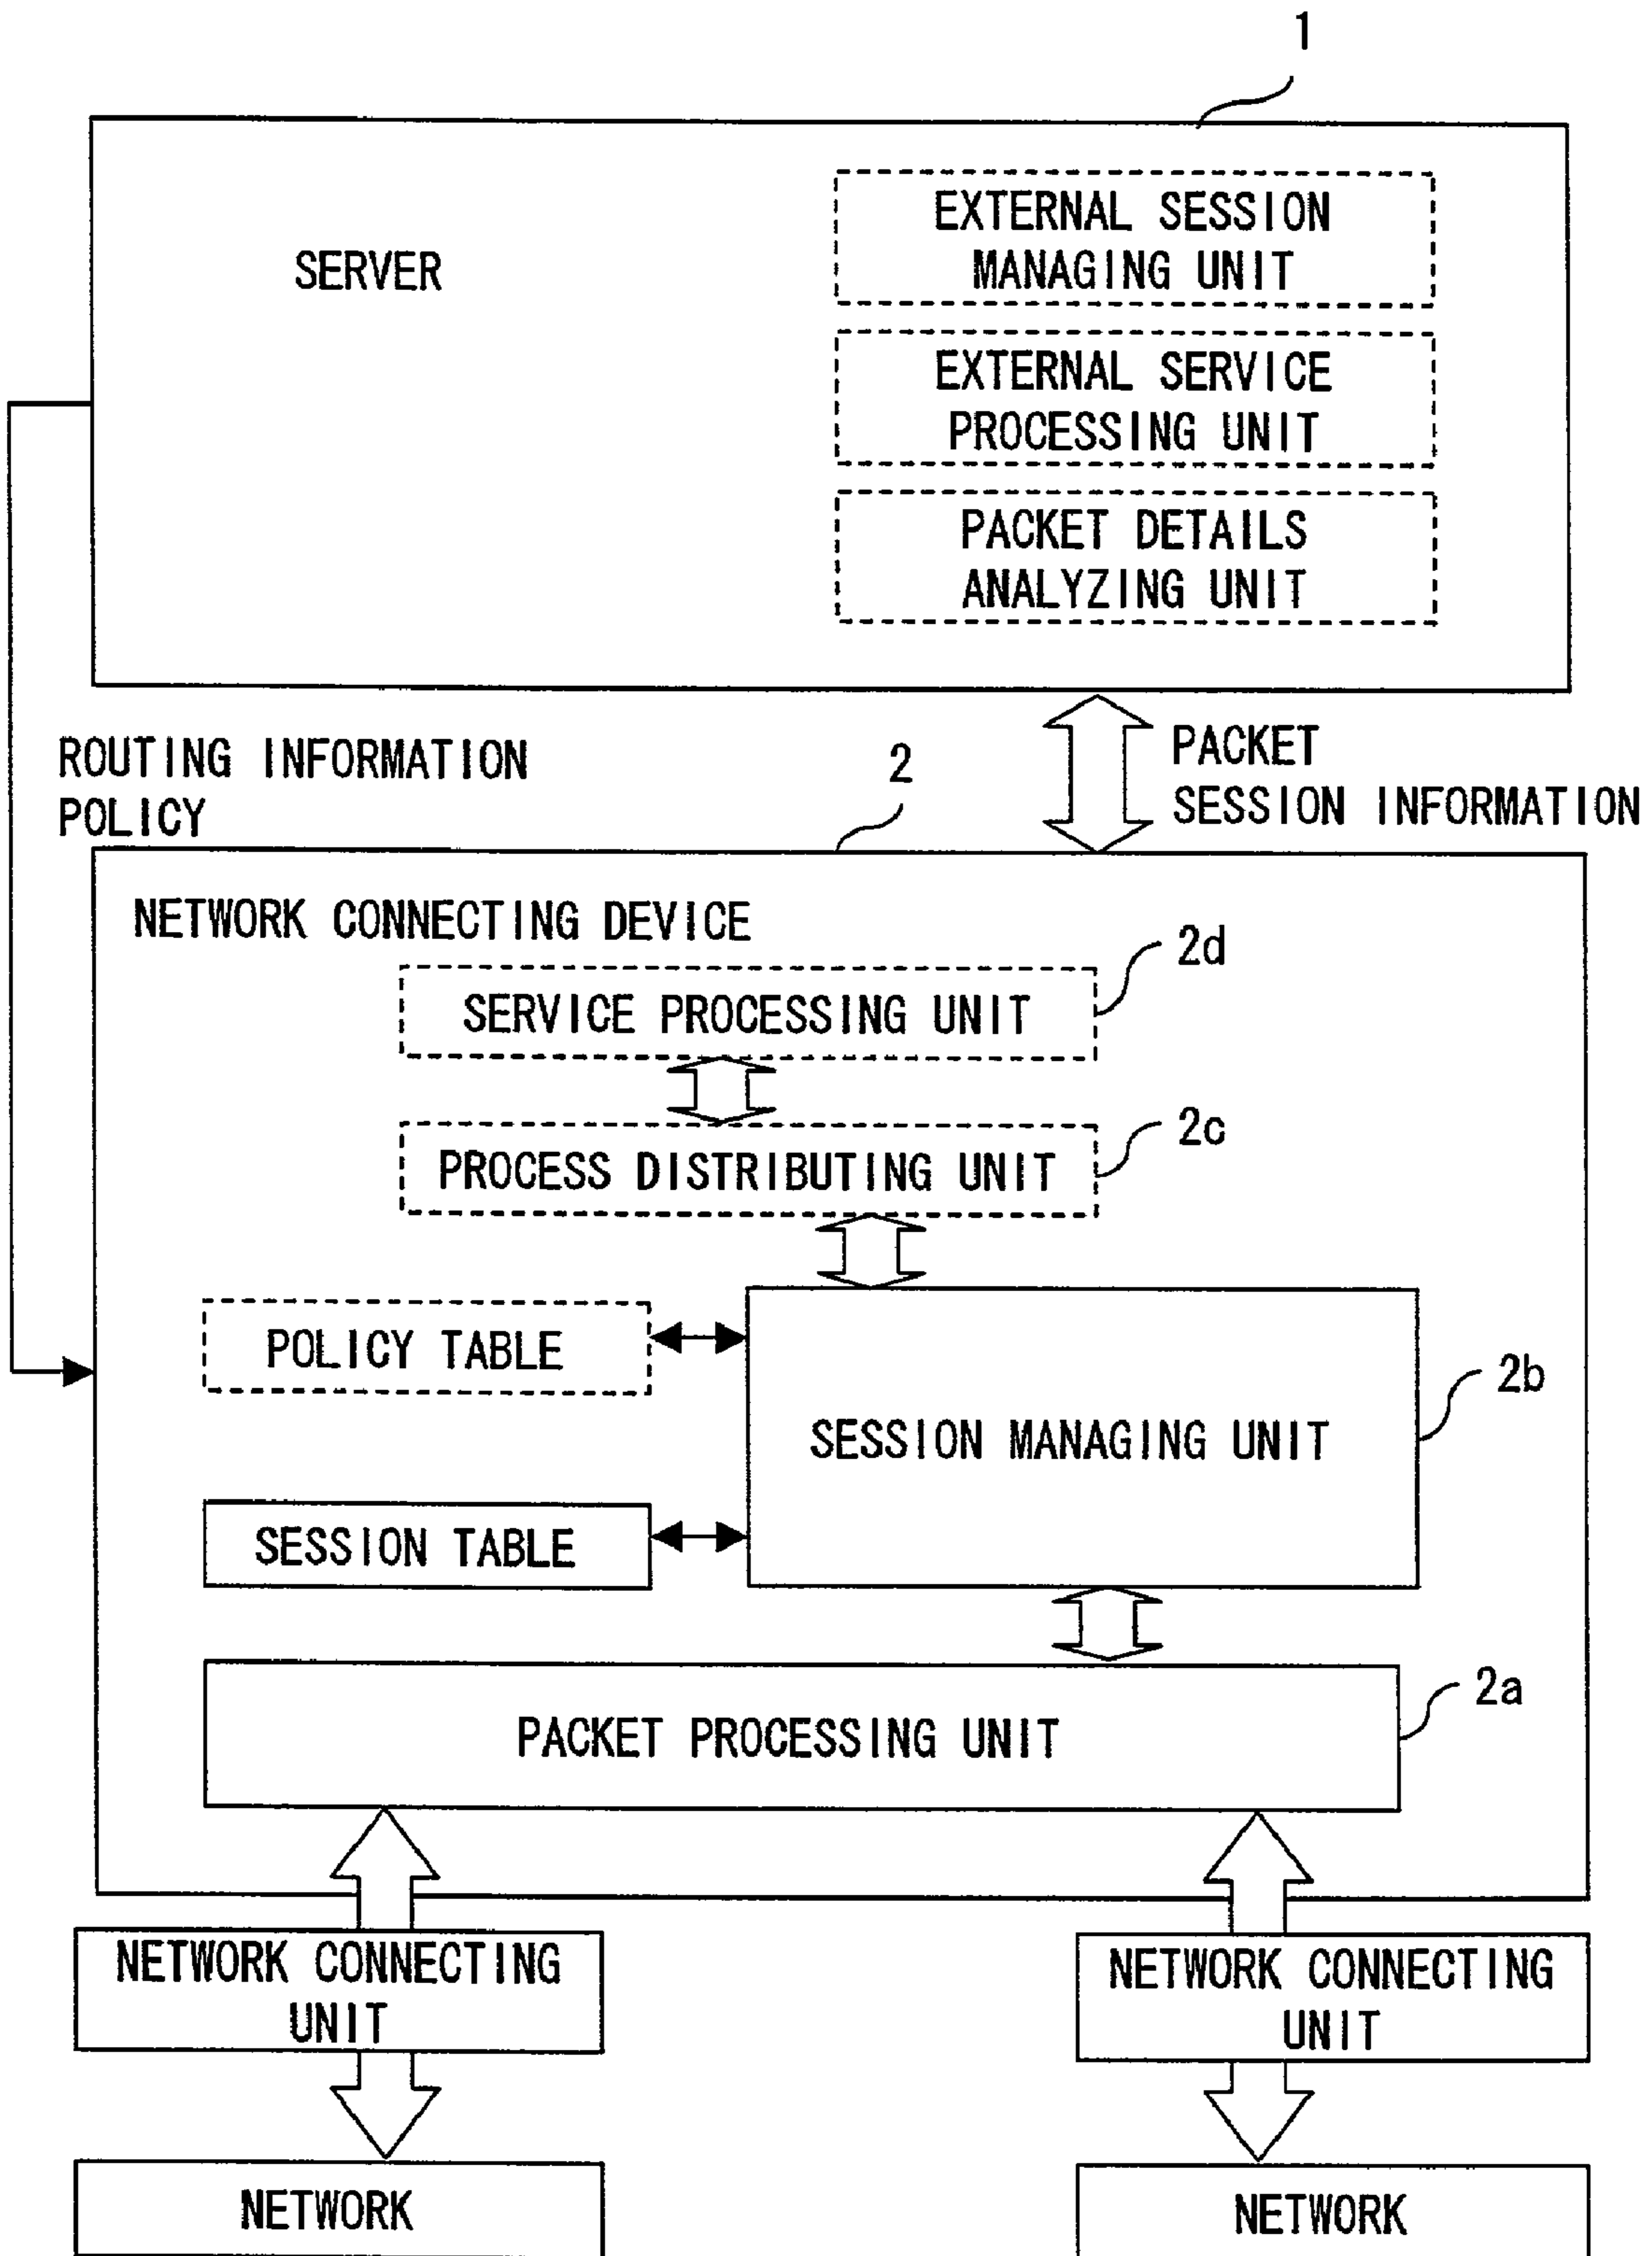 1
SERVER
EXTERNAL SESSION
MANAGING UNIT
EXTERNAL SERVICE
PROCESSING UNIT
PACKET DETAILS
ANALYZING UNIT
ROUTING INFORMATION
POLICY
2
PACKET
SESSION INFORMATION
NETWORK CONNECTING DEVICE
2d
SERVICE PROCESSING UNIT
2c
PROCESS DISTRIBUTING UNIT
POLICY TABLE
2b
SESSION MANAGING UNIT
SESSION TABLE
2a
PACKET PROCESSING UNIT
NETWORK CONNECTING
UNIT
NETWORK CONNECTING
UNIT
NETWORK
NETWORK